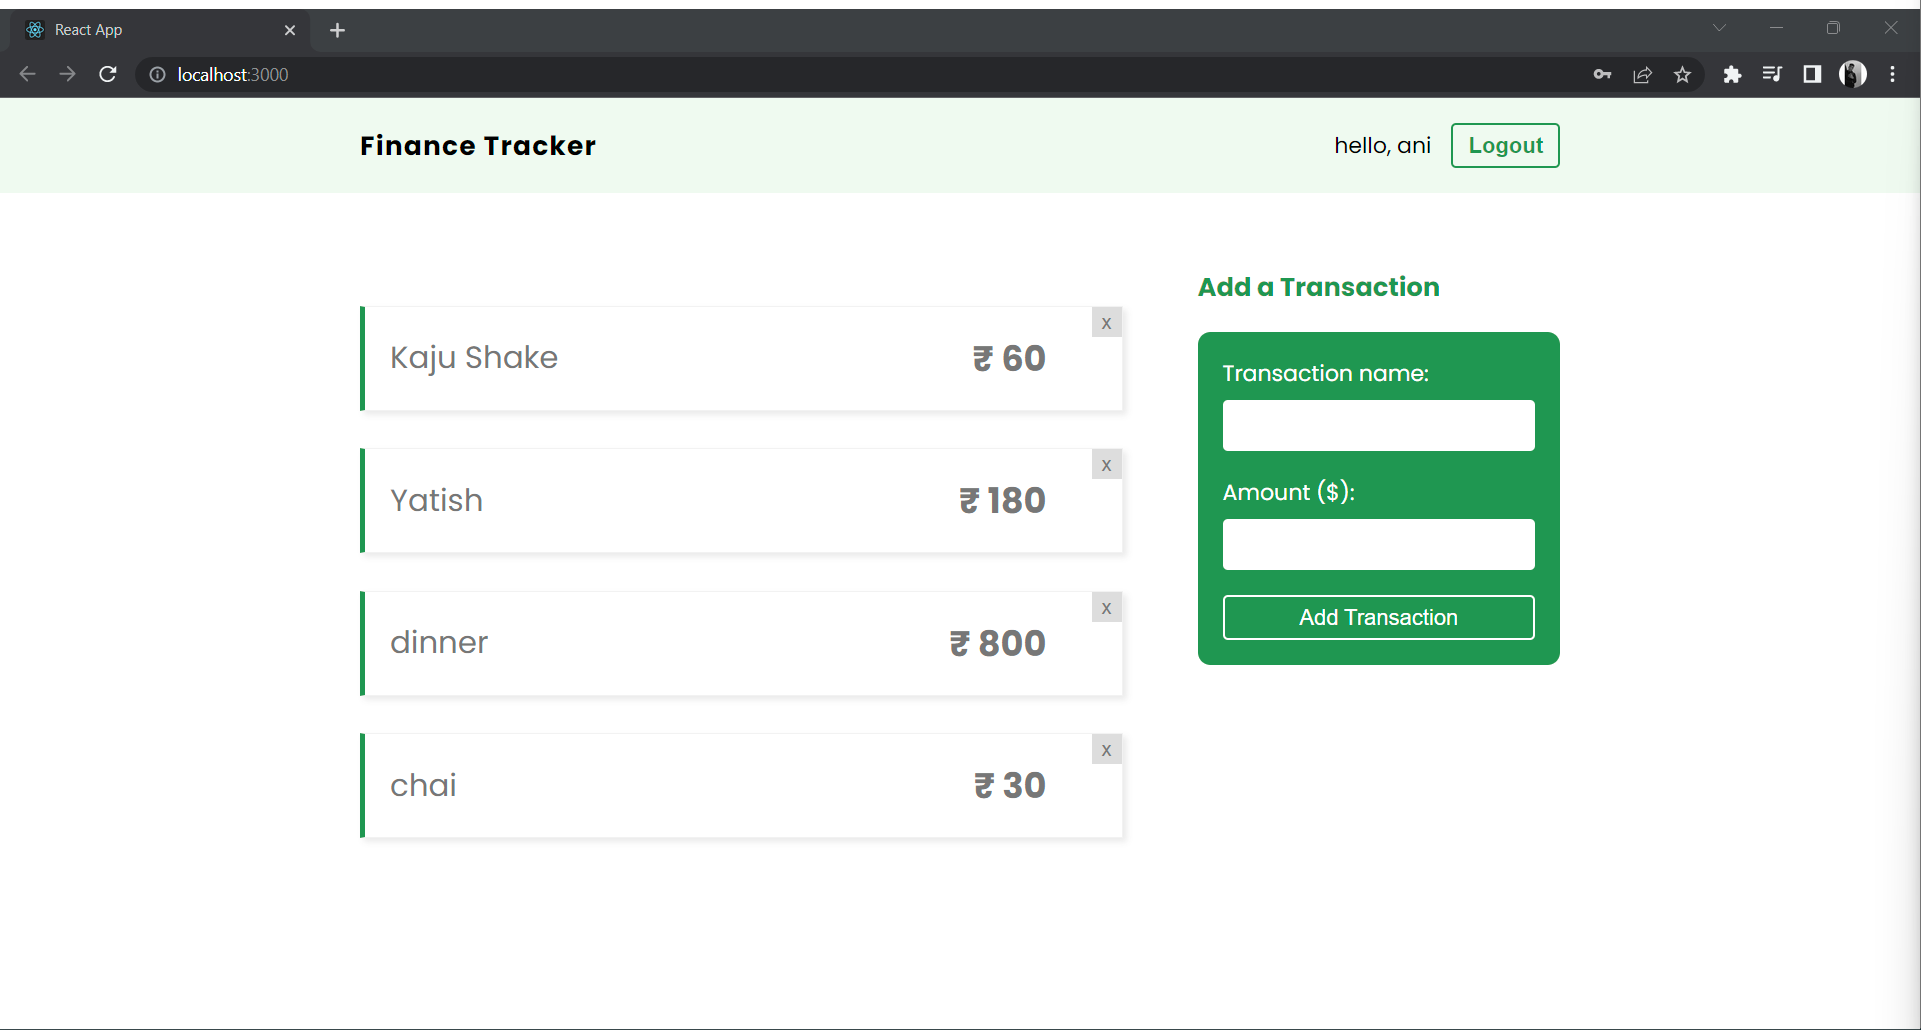 React App
localhost:3000
Finance Tracker
hello, ani
Logout
Kaju Shake
₹ 60
x
Yatish
₹ 180
x
dinner
₹ 800
x
chai
₹ 30
x
Add a Transaction
Transaction name:
Amount ($):
Add Transaction